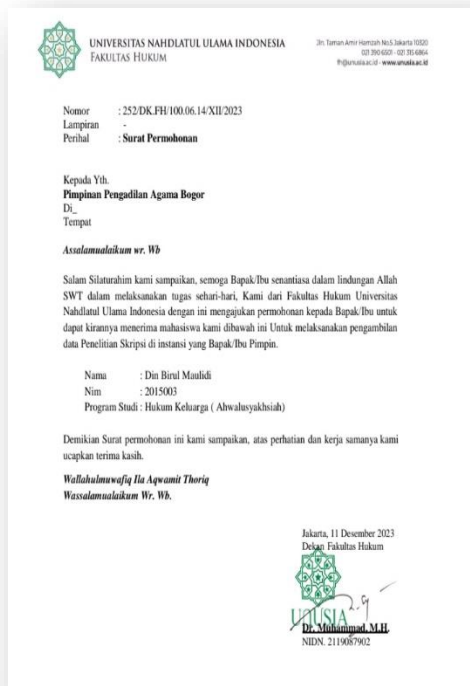 UNIVERSITAS NAHDLATUL ULAMA INDONESIA
FAKULTAS HUKUM
Jln. Taman Amir Hamzah No.5 Jakarta 10320
021 390 6501 - 021 315 6864
fh@unusia.ac.id - www.unusia.ac.id
Nomor : 252/DK.FH/100.06.14/XII/2023
Lampiran -
Perihal : Surat Permohonan
Kepada Yth.
Pimpinan Pengadilan Agama Bogor
Di_
Tempat
Assalamualaikum wr. Wb
Salam Silaturahim kami sampaikan, semoga Bapak/Ibu senantiasa dalam lindungan Allah
SWT dalam melaksanakan tugas sehari-hari, Kami dari Fakultas Hukum Universitas
Nahdlatul Ulama Indonesia dengan ini mengajukan permohonan kepada Bapak/Ibu untuk
dapat kiranya menerima mahasiswa kami dibawah ini Untuk melaksanakan pengambilan
data Penelitian Skripsi di instansi yang Bapak/Ibu Pimpin.
Nama : Din Birul Maulidi
Nim : 2015003
Program Studi : Hukum Keluarga ( Ahwalusyakhsiah)
Demikian Surat permohonan ini kami sampaikan, atas perhatian dan kerja samanya kami
ucapkan terima kasih.
Wallahulmuwafiq Ila Aqwamit Thoriq
Wassalamualaikum Wr. Wb.
Jakarta, 11 Desember 2023
Dekan Fakultas Hukum
UNUSIA
Dr. Muhammad, M.H.
NIDN. 2119087902